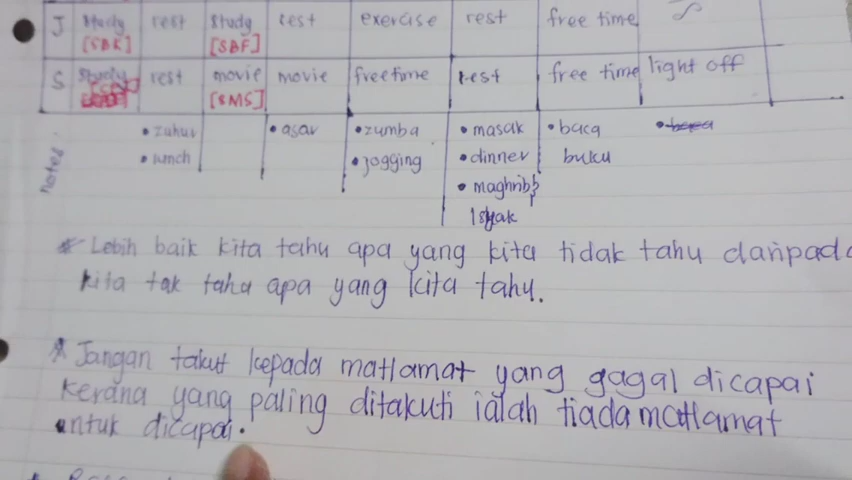 J study rest study rest exercise rest free time
[SBK] [SAF]
S study rest movie movie freetime rest free time light off
[SMS]
notes.
• zuhur • asar • zumba • masak • baca • baca
• lunch • jogging • dinner buku
• maghrib &
Isyak
* Lebih baik kita tahu apa yang kita tidak tahu daripada
kita tak tahu apa yang kita tahu.
* Jangan takut kepada matlamat yang gagal dicapai
kerana yang paling ditakuti ialah tiada matlamat
untuk dicapai.